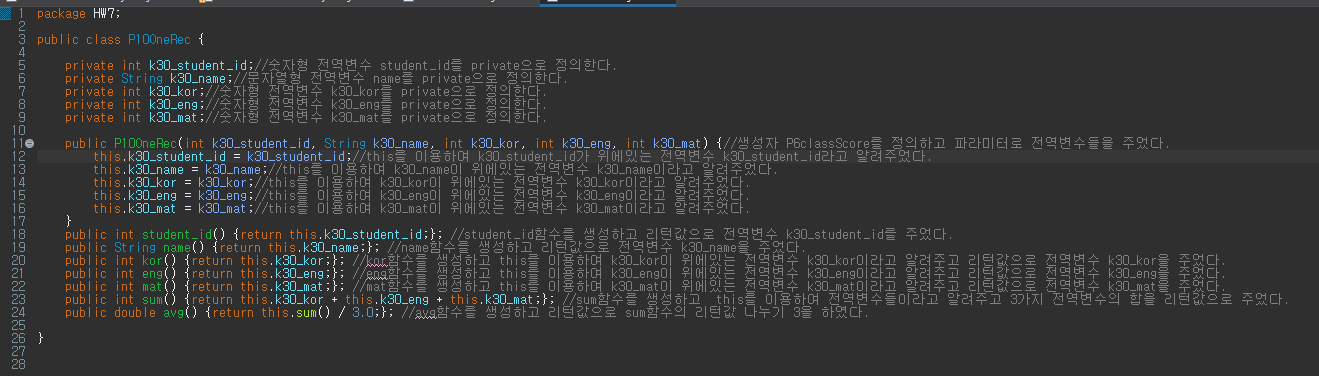 1 package HW7;
2
3 public class P10OneRec {
4
5 private int k30_student_id;//숫자형 전역변수 student_id를 private으로 정의한다.
6 private String k30_name;//문자열형 전역변수 name를 private으로 정의한다.
7 private int k30_kor;//숫자형 전역변수 k30_kor를 private으로 정의한다.
8 private int k30_eng;//숫자형 전역변수 k30_eng를 private으로 정의한다.
9 private int k30_mat;//숫자형 전역변수 k30_mat를 private으로 정의한다.
10
11 public P10OneRec(int k30_student_id, String k30_name, int k30_kor, int k30_eng, int k30_mat) {//생성자 P6classScore을 정의하고 파라미터로 전역변수들을 주었다.
12 this.k30_student_id = k30_student_id;//this를 이용하여 k30_student_id가 위에있는 전역변수 k30_student_id라고 알려주었다.
13 this.k30_name = k30_name;//this를 이용하여 k30_name이 위에있는 전역변수 k30_name이라고 알려주었다.
14 this.k30_kor = k30_kor;//this를 이용하여 k30_kor이 위에있는 전역변수 k30_kor이라고 알려주었다.
15 this.k30_eng = k30_eng;//this를 이용하여 k30_eng이 위에있는 전역변수 k30_eng이라고 알려주었다.
16 this.k30_mat = k30_mat;//this를 이용하여 k30_mat이 위에있는 전역변수 k30_mat이라고 알려주었다.
17 }
18 public int student_id() {return this.k30_student_id;}; //student_id함수를 생성하고 리턴값으로 전역변수 k30_student_id를 주었다.
19 public String name() {return this.k30_name;}; //name함수를 생성하고 리턴값으로 전역변수 k30_name을 주었다.
20 public int kor() {return this.k30_kor;}; //kor함수를 생성하고 this를 이용하여 k30_kor이 위에있는 전역변수 k30_kor이라고 알려주고 리턴값으로 전역변수 k30_kor을 주었다.
21 public int eng() {return this.k30_eng;}; //eng함수를 생성하고 this를 이용하여 k30_eng이 위에있는 전역변수 k30_eng이라고 알려주고 리턴값으로 전역변수 k30_eng을 주었다.
22 public int mat() {return this.k30_mat;}; //mat함수를 생성하고 this를 이용하여 k30_mat이 위에있는 전역변수 k30_mat이라고 알려주고 리턴값으로 전역변수 k30_mat을 주었다.
23 public int sum() {return this.k30_kor + this.k30_eng + this.k30_mat;}; //sum함수를 생성하고 this를 이용하여 전역변수들이라고 알려주고 3가지 전역변수의 합을 리턴값으로 주었다.
24 public double avg() {return this.sum() / 3.0;}; //avg함수를 생성하고 리턴값으로 sum함수의 리턴값 나누기 3을 하였다.
25
26 }
27
28